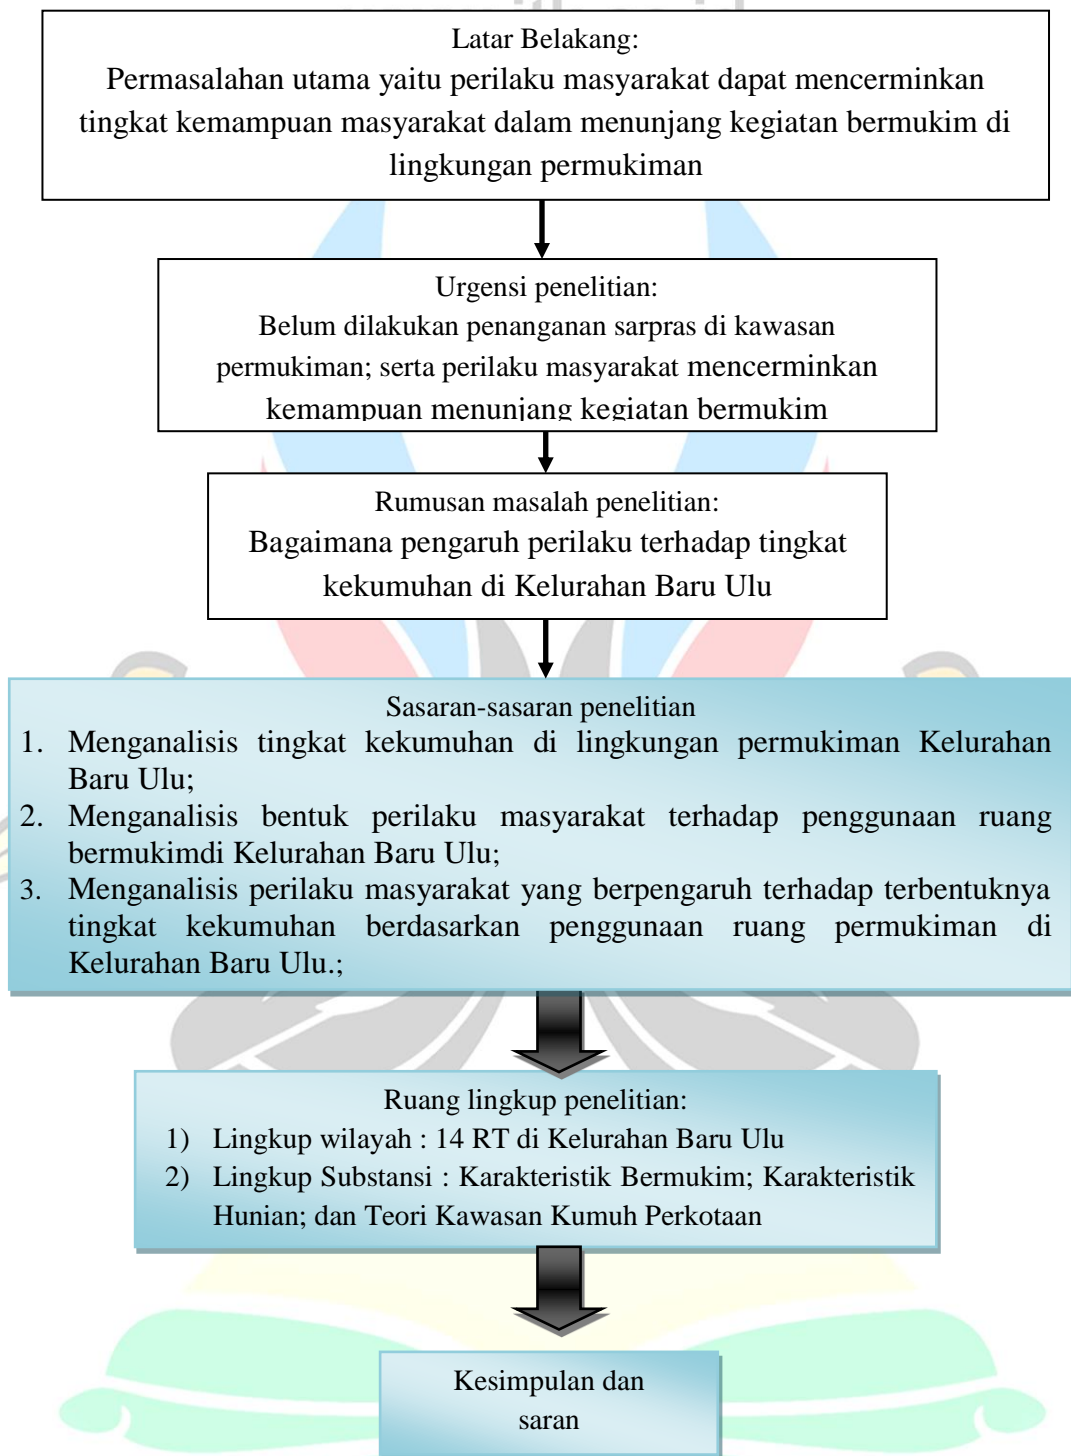 Latar Belakang:
Permasalahan utama yaitu perilaku masyarakat dapat mencerminkan
tingkat kemampuan masyarakat dalam menunjang kegiatan bermukim di
lingkungan permukiman
Urgensi penelitian:
Belum dilakukan penanganan sarpras di kawasan
permukiman; serta perilaku masyarakat mencerminkan
kemampuan menunjang kegiatan bermukim
Rumusan masalah penelitian:
Bagaimana pengaruh perilaku terhadap tingkat
kekumuhan di Kelurahan Baru Ulu
Sasaran-sasaran penelitian
1. Menganalisis tingkat kekumuhan di lingkungan permukiman Kelurahan
Baru Ulu;
2. Menganalisis bentuk perilaku masyarakat terhadap penggunaan ruang
bermukimdi Kelurahan Baru Ulu;
3. Menganalisis perilaku masyarakat yang berpengaruh terhadap terbentuknya
tingkat kekumuhan berdasarkan penggunaan ruang permukiman di
Kelurahan Baru Ulu.;
Ruang lingkup penelitian:
1) Lingkup wilayah : 14 RT di Kelurahan Baru Ulu
2) Lingkup Substansi : Karakteristik Bermukim; Karakteristik
Hunian; dan Teori Kawasan Kumuh Perkotaan
Kesimpulan dan
saran